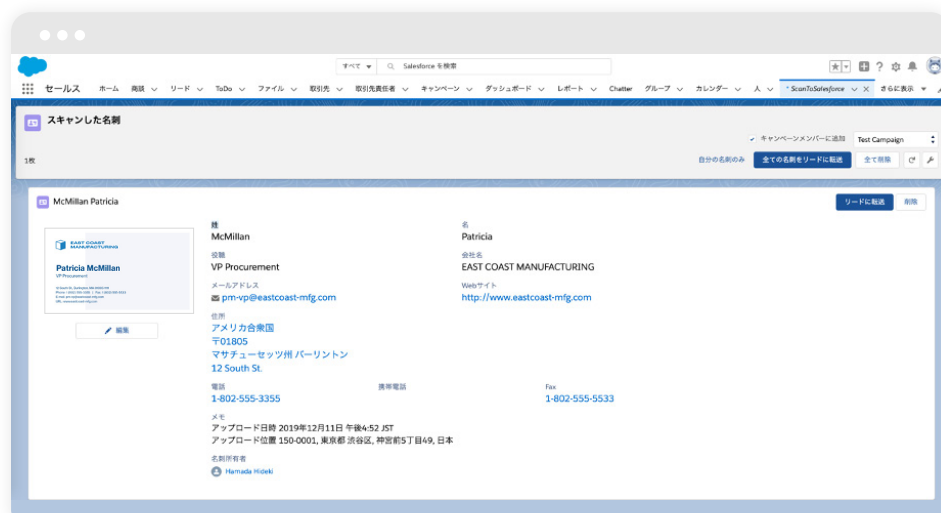 すべて
Salesforce を検索
セールス ホーム 商談 リード ToDo ファイル 取引先 取引先責任者 キャンペーン ダッシュボード レポート Chatter グループ カレンダー 人 * ScanToSalesforce さらに表示
スキャンした名刺
キャンペーンメンバーに追加 Test Campaign
1枚 自分の名刺のみ 全ての名刺をリードに転送 全て削除
McMillan Patricia リードに転送 削除
EAST COAST
MANUFACTURING
Patricia McMillan
VP Procurement
編集
姓 名
McMillan Patricia
役職 会社名
VP Procurement EAST COAST MANUFACTURING
メールアドレス Webサイト
pm-vp@eastcoast-mfg.com http://www.eastcoast-mfg.com
住所
アメリカ合衆国
〒01805
マサチューセッツ州 バーリントン
12 South St.
電話 携帯電話 Fax
1-802-555-3355 1-802-555-5533
メモ
アップロード日時 2019年12月11日 午後4:52 JST
アップロード位置 150-0001, 東京都 渋谷区, 神宮前5丁目49, 日本
名刺所有者
Hamada Hideki